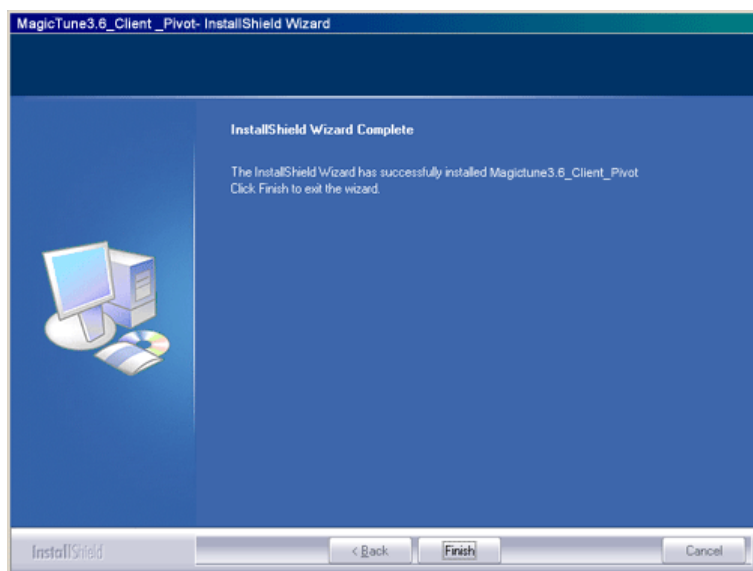 MagicTune3.6_Client _Pivot- InstallShield Wizard
InstallShield Wizard Complete
The InstallShield Wizard has successfully installed Magictune3.6_Client_Pivot
Click Finish to exit the wizard.
InstallShield
< Back
Finish
Cancel